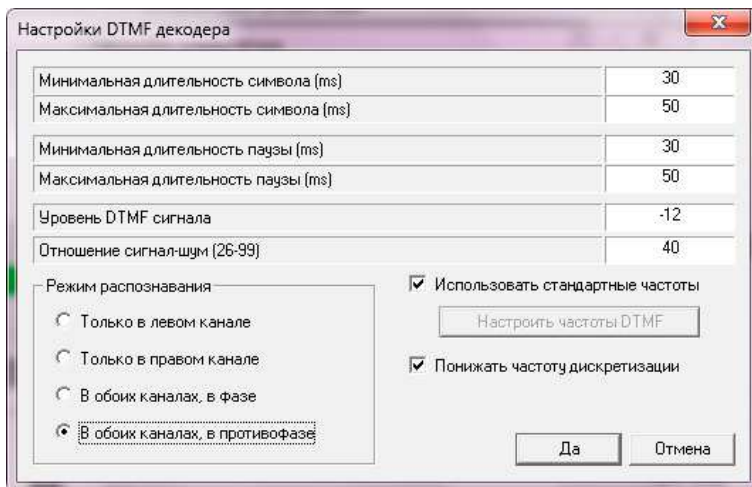 Настройки DTMF декодера
Минимальная длительность символа (ms) 30
Максимальная длительность символа (ms) 50
Минимальная длительность паузы (ms) 30
Максимальная длительность паузы (ms) 50
Уровень DTMF сигнала -12
Отношение сигнал-шум (26-99) 40
Режим распознавания
Только в левом канале
Только в правом канале
В обоих каналах, в фазе
В обоих каналах, в противофазе
Использовать стандартные частоты
Настроить частоты DTMF
Понижать частоту дискретизации
Да Отмена